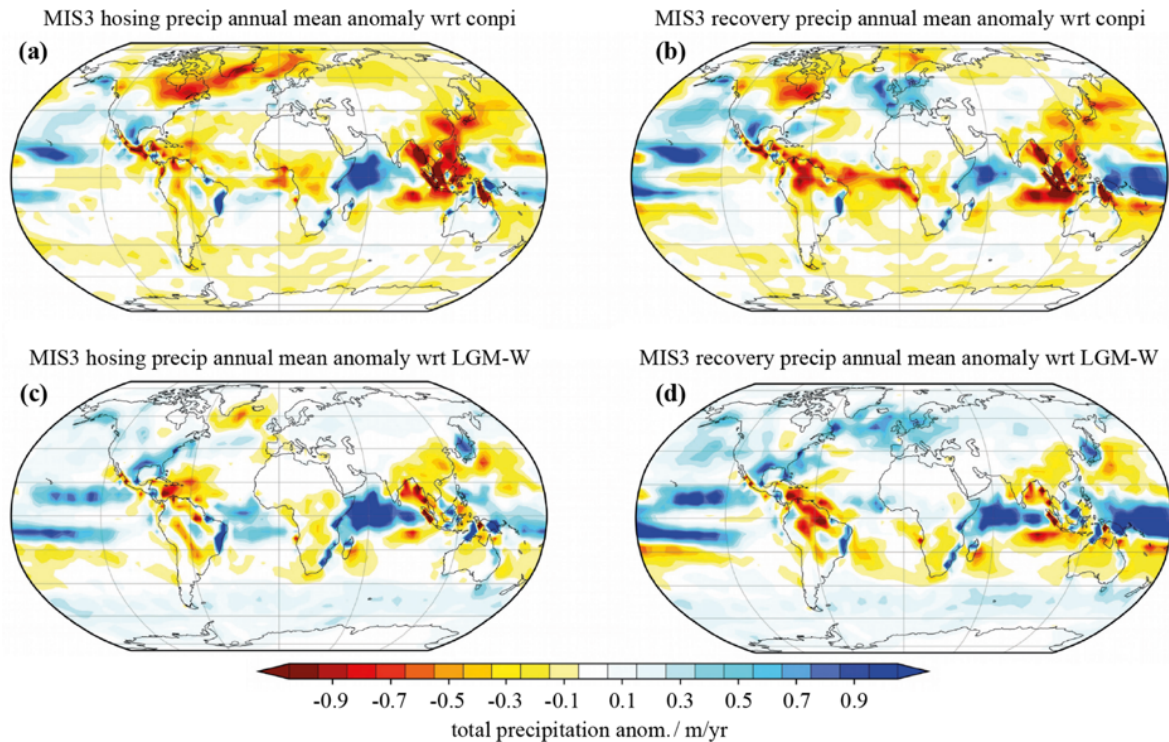 MIS3 hosing precip annual mean anomaly wrt conpi
MIS3 recovery precip annual mean anomaly wrt conpi
(a)
(b)
MIS3 hosing precip annual mean anomaly wrt LGM-W
MIS3 recovery precip annual mean anomaly wrt LGM-W
(c)
(d)
-0.9 -0.7 -0.5 -0.3 -0.1 0.1 0.3 0.5 0.7 0.9
total precipitation anom. / m/yr